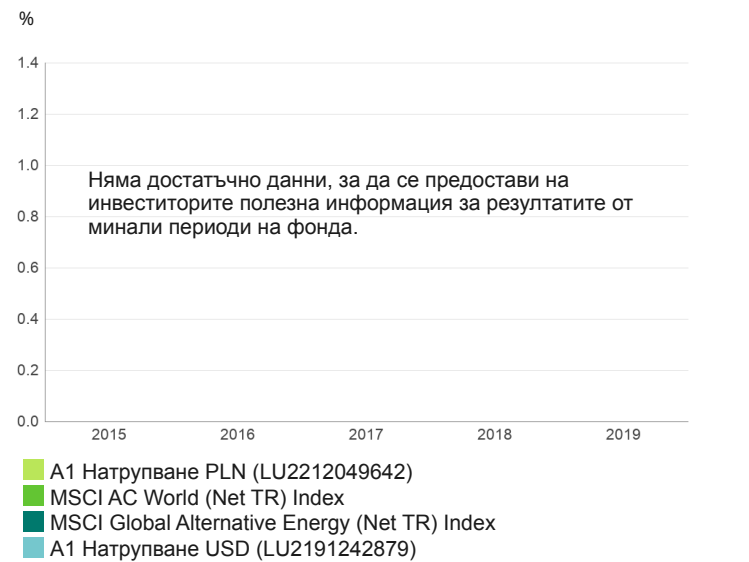 %
1.4
1.2
1.0
Няма достатъчно данни, за да се предостави на
инвеститорите полезна информация за резултатите от
минали периоди на фонда.
0.8
0.6
0.4
0.2
0.0
2015 2016 2017 2018 2019
А1 Натрупване PLN (LU2212049642)
MSCI AC World (Net TR) Index
MSCI Global Alternative Energy (Net TR) Index
А1 Натрупване USD (LU2191242879)